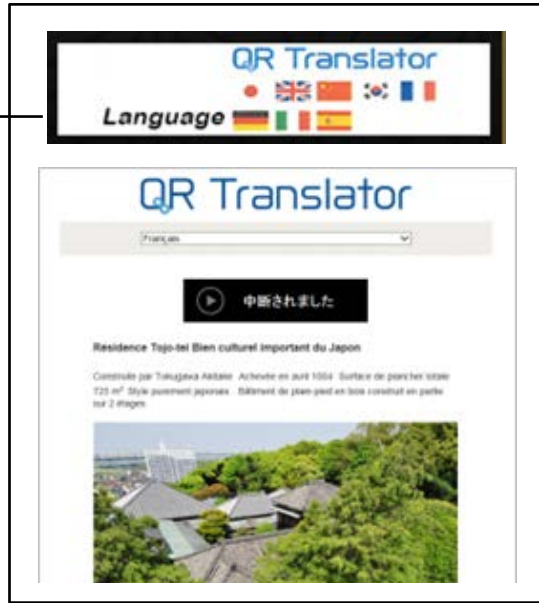 QR Translator
Language
QR Translator
Français
中断されました
Résidence Tojo-tei Bien culturel important du Japon
Construite par Tokugawa Akitake Achevée en avril 1884 Surface de plancher totale
725 m² Style purement japonais Bâtiment de plain-pied en bois construit en partie
sur 2 étages